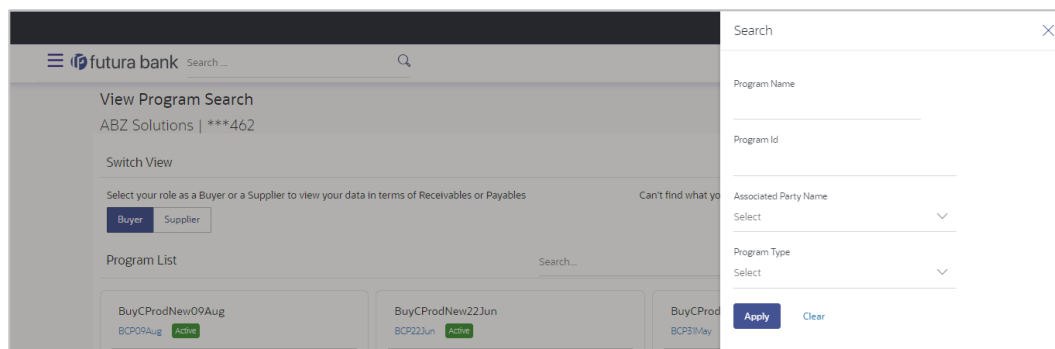 Search
futura bank Search ...
View Program Search
ABZ Solutions | ***462
Switch View
Select your role as a Buyer or a Supplier to view your data in terms of Receivables or Payables
Can't find what yo
Buyer Supplier
Program List
Search...
BuyCProdNew09Aug
BCP09Aug Active
BuyCProdNew22Jun
BCP22Jun Active
BuyCProd
BCP31May
Program Name
Program Id
Associated Party Name
Select
Program Type
Select
Apply Clear